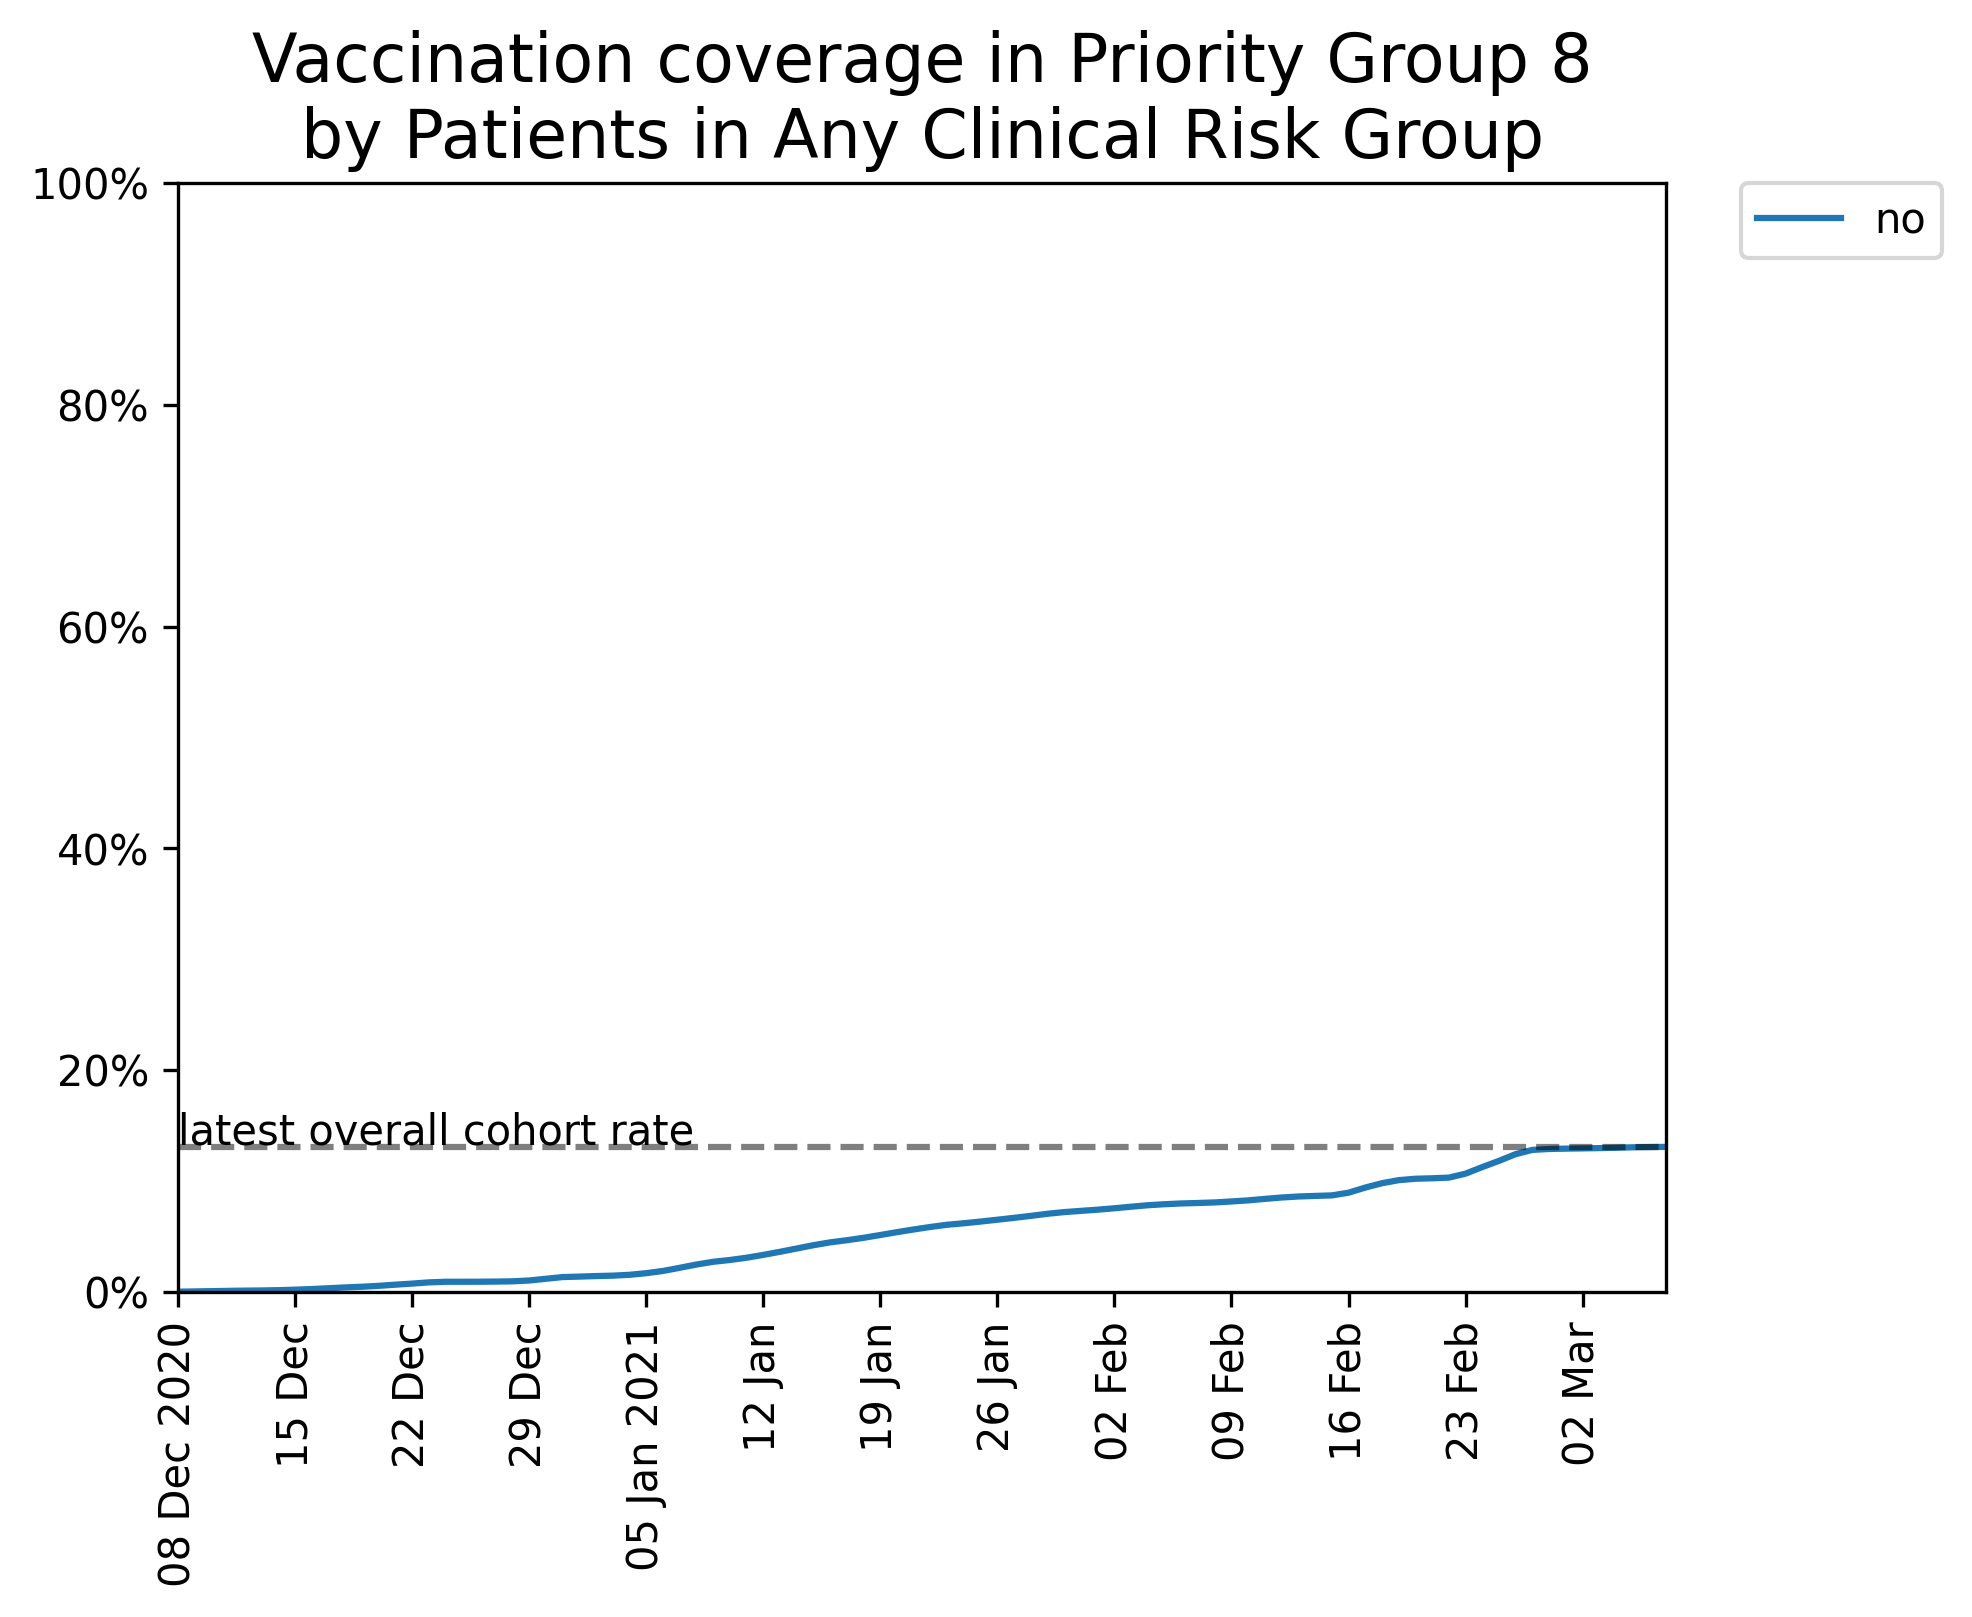 Vaccination coverage in Priority Group 8
by Patients in Any Clinical Risk Group
100%
80%
60%
40%
20%
0%
no
latest overall cohort rate
08 Dec 2020
15 Dec
22 Dec
29 Dec
05 Jan 2021
12 Jan
19 Jan
26 Jan
02 Feb
09 Feb
16 Feb
23 Feb
02 Mar